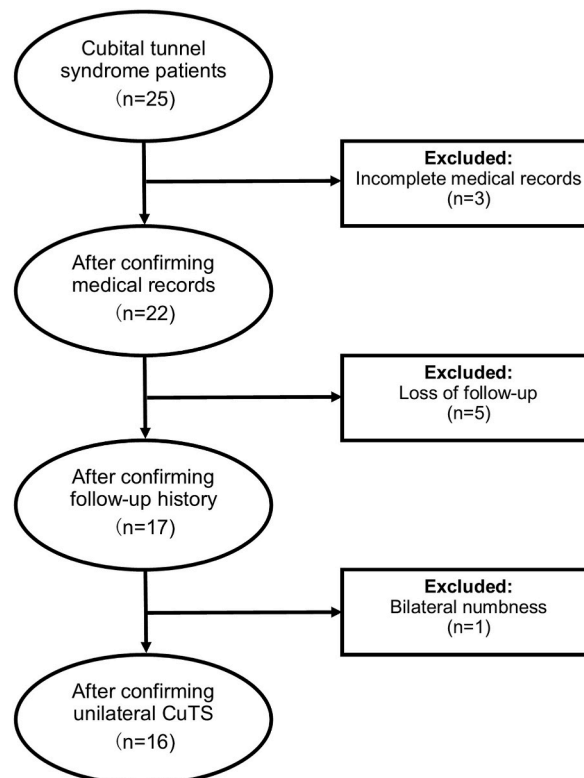 Cubital tunnel
syndrome patients
（n=25)
Excluded:
Incomplete medical records
(n=3)
After confirming
medical records
(n=22)
Excluded:
Loss of follow-up
(n=5)
After confirming
follow-up history
（n=17)
Excluded:
Bilateral numbness
(n=1)
After confirming
unilateral CuTS
(n=16)